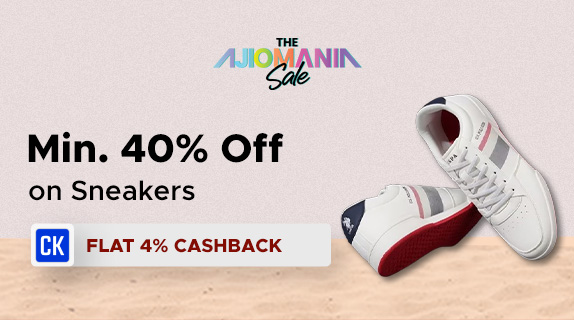 THE
AJIOMANIA
Sale
Min. 40% Off
on Sneakers
CK FLAT 4% CASHBACK